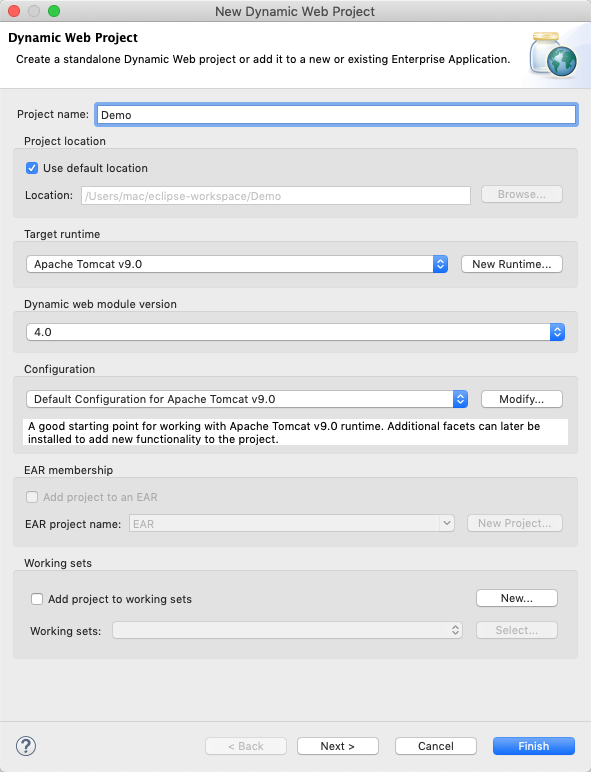 New Dynamic Web Project
Dynamic Web Project
Create a standalone Dynamic Web project or add it to a new or existing Enterprise Application.
Project name: Demo
Project location
Use default location
Location: /Users/mac/eclipse-workspace/Demo Browse...
Target runtime
Apache Tomcat v9.0 New Runtime...
Dynamic web module version
4.0
Configuration
Default Configuration for Apache Tomcat v9.0 Modify...
A good starting point for working with Apache Tomcat v9.0 runtime. Additional facets can later be
installed to add new functionality to the project.
EAR membership
Add project to an EAR
EAR project name: EAR New Project...
Working sets
Add project to working sets New...
Working sets: Select...
? < Back Next > Cancel Finish